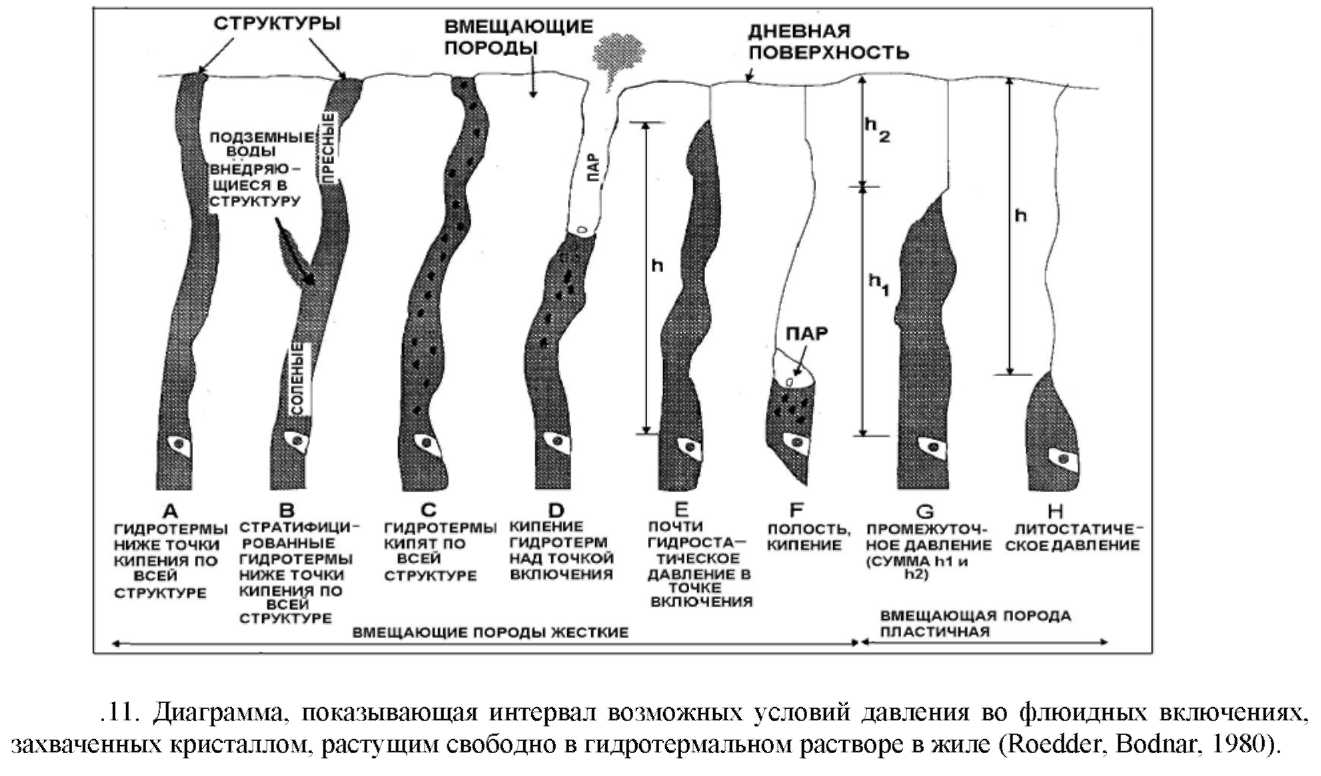 СТРУКТУРЫ
ВМЕЩАЮЩИЕ
ПОРОДЫ
ДНЕВНАЯ
ПОВЕРХНОСТЬ
ПОДЗЕМНЫЕ
ВОДЫ
ВНЕДРЯЮ–
ЩИЕСЯ В
СТРУКТУРУ
ПРЕСНЫЕ
СОЛЕНЫЕ
ПАР
h
ПАР
h2
h1
h
A
ГИДРОТЕРМЫ
НИЖЕ ТОЧКИ
КИПЕНИЯ ПО
ВСЕЙ
СТРУКТУРЕ
B
СТРАТИФИЦИ-
РОВАННЫЕ
ГИДРОТЕРМЫ
НИЖЕ ТОЧКИ
КИПЕНИЯ ПО
ВСЕЙ
СТРУКТУРЕ
C
ГИДРОТЕРМЫ
КИПЯТ ПО
ВСЕЙ
СТРУКТУРЕ
D
КИПЕНИЕ
ГИДРОТЕРМ
НАД ТОЧКОЙ
ВКЛЮЧЕНИЯ
E
ПОЧТИ
ГИДРОСТА–
ТИЧЕСКОЕ
ДАВЛЕНИЕ В
ТОЧКЕ
ВКЛЮЧЕНИЯ
F
ПОЛОСТЬ,
КИПЕНИЕ
G
ПРОМЕЖУТОЧ-
НОЕ ДАВЛЕНИЕ
(СУММА h1 и
h2)
H
ЛИТОСТАТИЧЕ–
СКОЕ ДАВЛЕНИЕ
ВМЕЩАЮЩИЕ ПОРОДЫ ЖЕСТКИЕ
ВМЕЩАЮЩАЯ ПОРОДА
ПЛАСТИЧНАЯ
.11. Диаграмма, показывающая интервал возможных условий давления во флюидных включениях,
захваченных кристаллом, растущим свободно в гидротермальном растворе в жиле (Roedder, Bodnar, 1980).